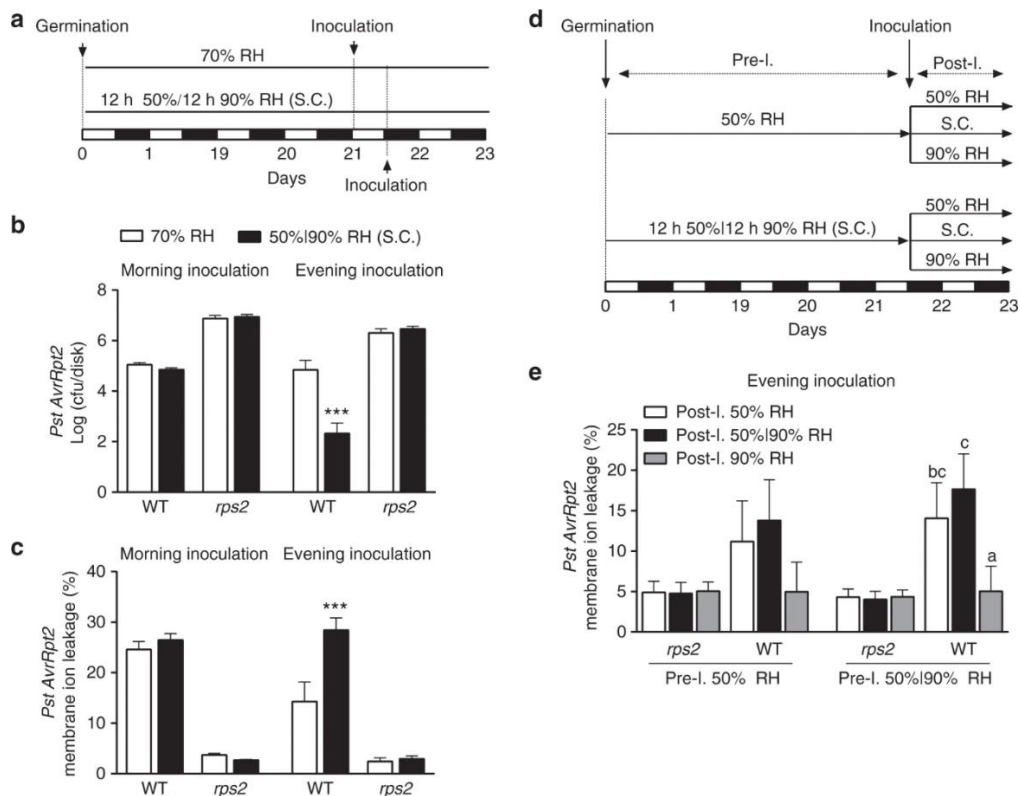 a
Germination
Inoculation
70% RH
12 h 50%/12 h 90% RH (S.C.)
0 1 19 20 21 22 23
Days
Inoculation
b
70% RH 50%|90% RH (S.C.)
Morning inoculation Evening inoculation
Pst AvrRpt2
Log (cfu/disk)
8
6
4
2
0
***
WT rps2 WT rps2
c
Morning inoculation Evening inoculation
Pst AvrRpt2
membrane ion leakage (%)
40
30
20
10
0
***
WT rps2 WT rps2
d
Germination Inoculation
Pre-I. Post-I.
50% RH
50% RH
S.C.
90% RH
12 h 50%|12 h 90% RH (S.C.)
50% RH
S.C.
90% RH
0 1 19 20 21 22 23
Days
e
Evening inoculation
Post-I. 50% RH
Post-I. 50%|90% RH
Post-I. 90% RH
Pst AvrRpt2
membrane ion leakage (%)
25
20
15
10
5
0
bc c a
rps2 WT rps2 WT
Pre-I. 50% RH Pre-I. 50%|90% RH